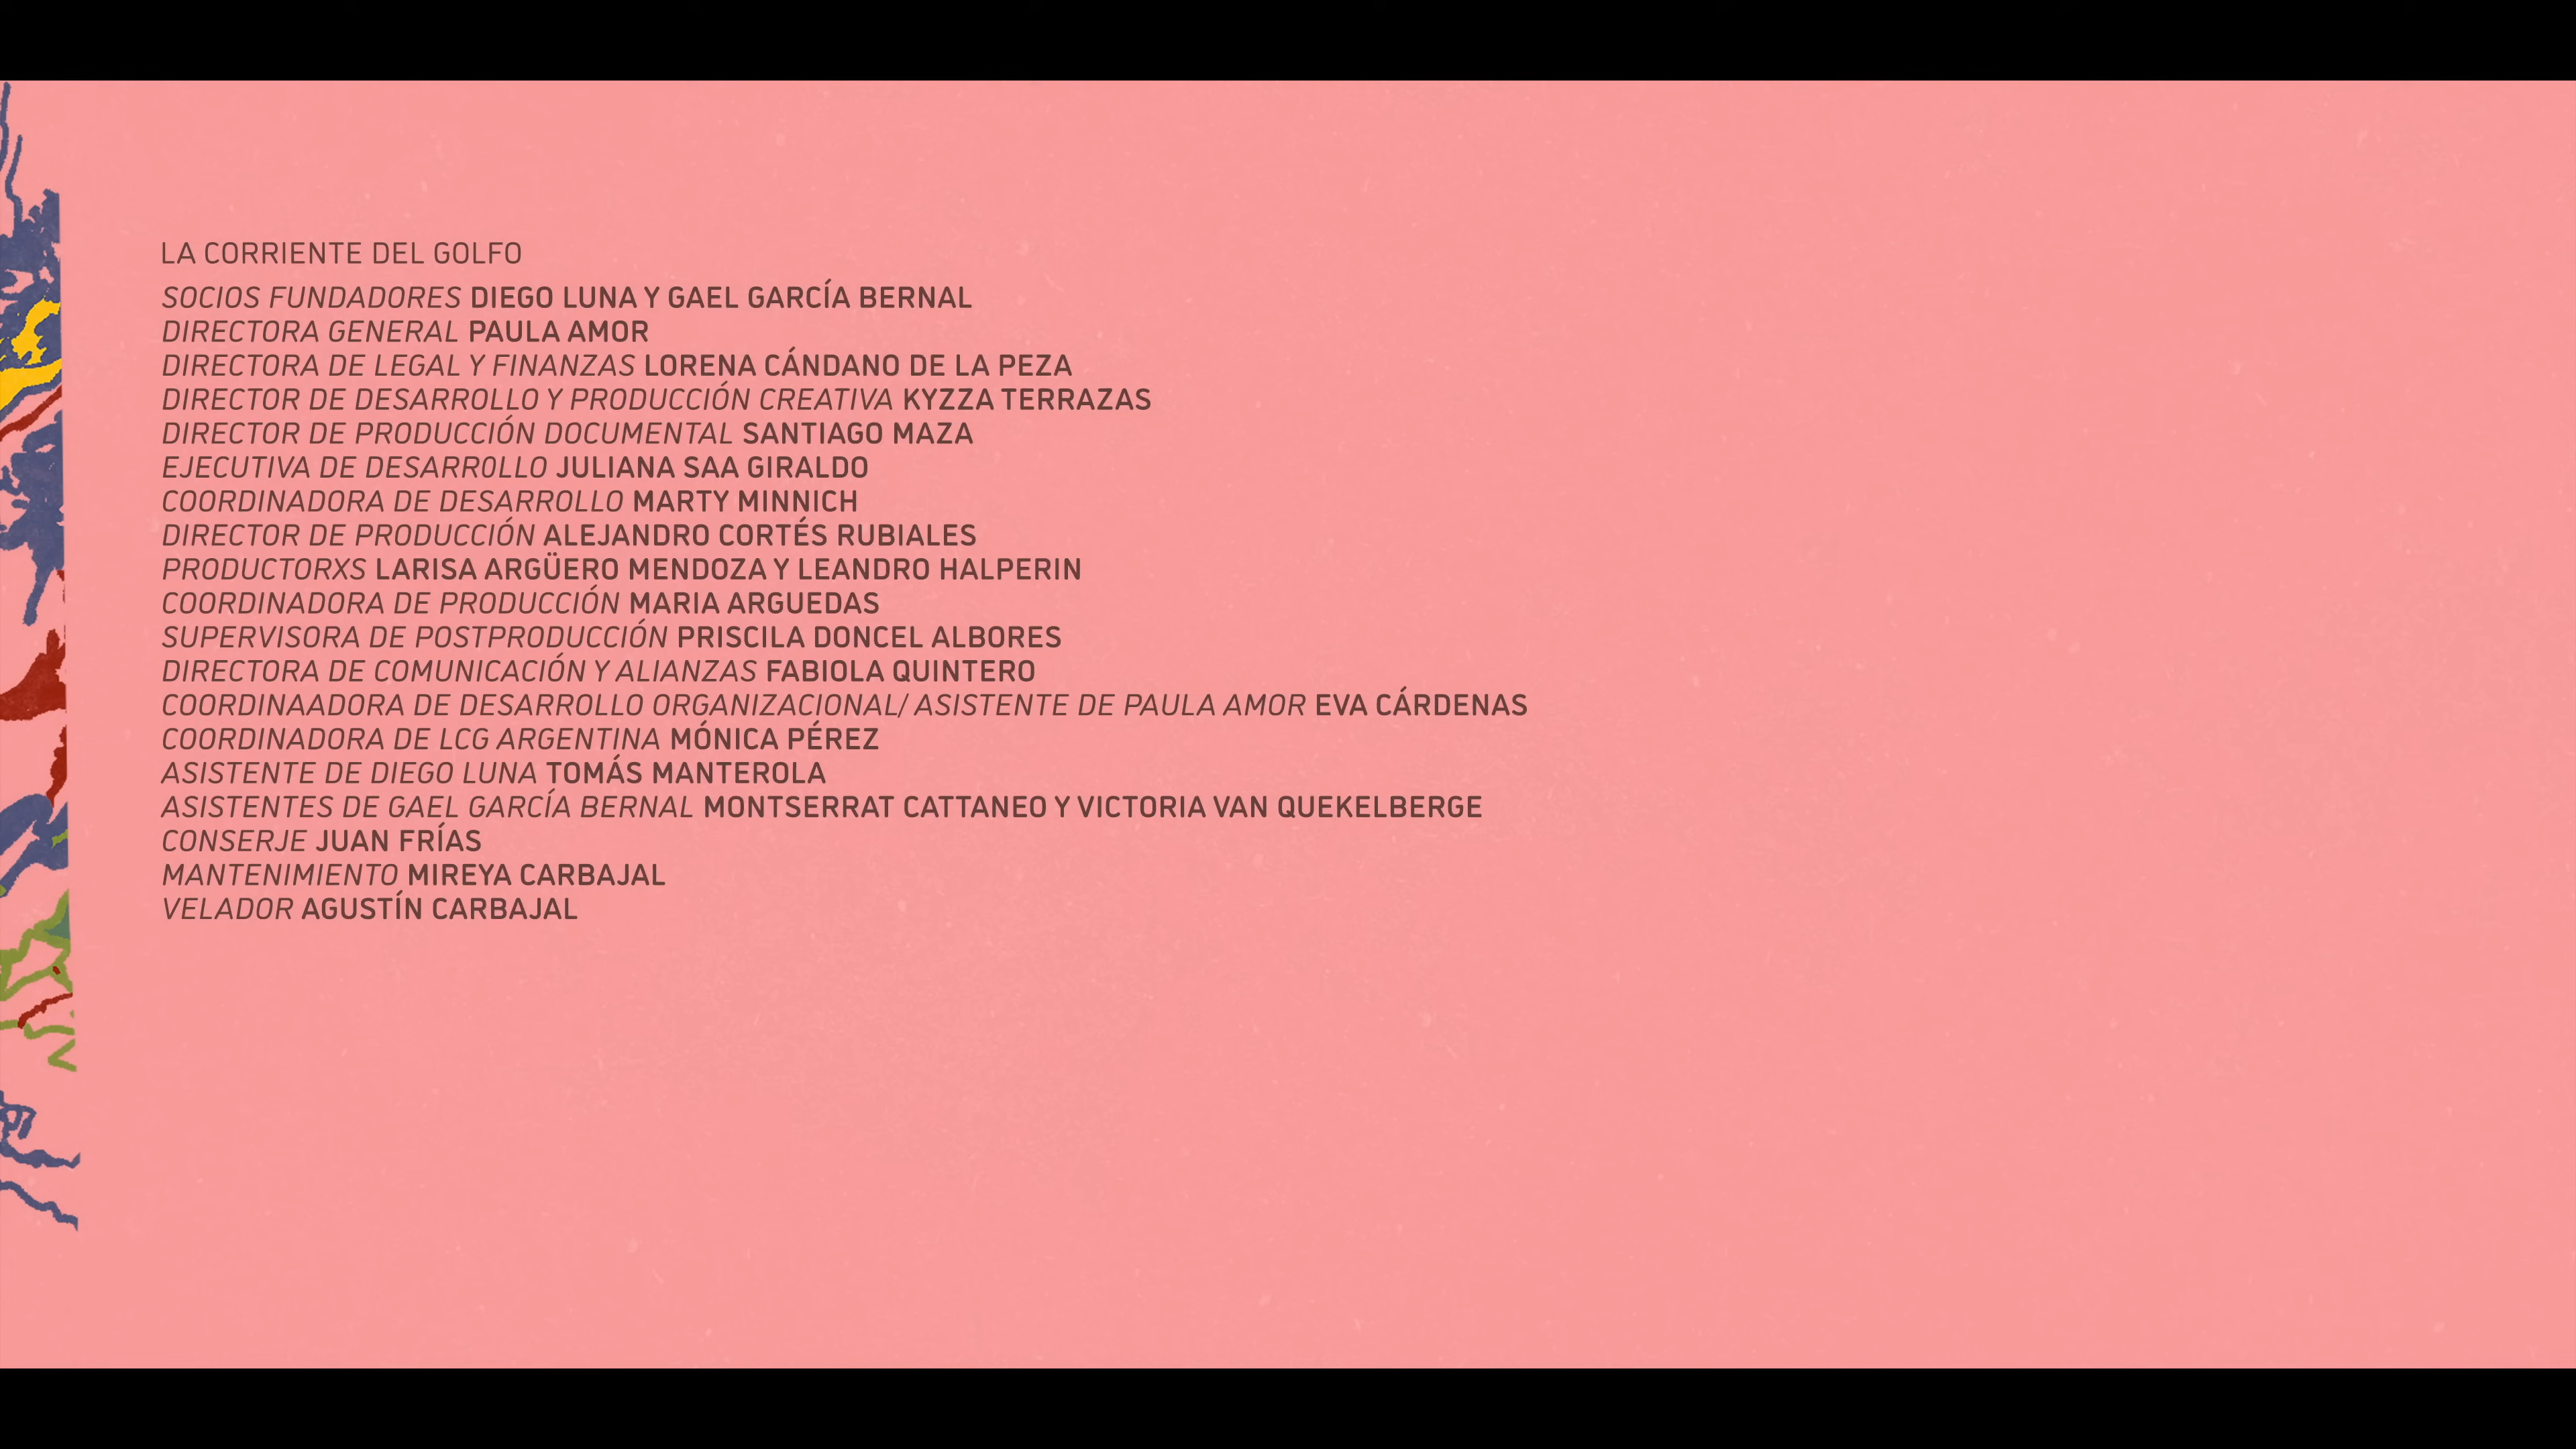 LA CORRIENTE DEL GOLFO
SOCIOS FUNDADORES DIEGO LUNA Y GAEL GARCÍA BERNAL
DIRECTORA GENERAL PAULA AMOR
DIRECTORA DE LEGAL Y FINANZAS LORENA CÁNDANO DE LA PEZA
DIRECTOR DE DESARROLLO Y PRODUCCIÓN CREATIVA KYZZA TERRAZAS
DIRECTOR DE PRODUCCIÓN DOCUMENTAL SANTIAGO MAZA
EJECUTIVA DE DESARROLLO JULIANA SAA GIRALDO
COORDINADORA DE DESARROLLO MARTY MINNICH
DIRECTOR DE PRODUCCIÓN ALEJANDRO CORTÉS RUBIALES
PRODUCTORXS LARISA ARGÜERO MENDOZA Y LEANDRO HALPERIN
COORDINADORA DE PRODUCCIÓN MARIA ARGUEDAS
SUPERVISORA DE POSTPRODUCCIÓN PRISCILA DONCEL ALBORES
DIRECTORA DE COMUNICACIÓN Y ALIANZAS FABIOLA QUINTERO
COORDINAADORA DE DESARROLLO ORGANIZACIONAL/ ASISTENTE DE PAULA AMOR EVA CÁRDENAS
COORDINADORA DE LCG ARGENTINA MÓNICA PÉREZ
ASISTENTE DE DIEGO LUNA TOMÁS MANTEROLA
ASISTENTES DE GAEL GARCÍA BERNAL MONTSERRAT CATTANEO Y VICTORIA VAN QUEKELBERGE
CONSERJE JUAN FRÍAS
MANTENIMIENTO MIREYA CARBAJAL
VELADOR AGUSTÍN CARBAJAL